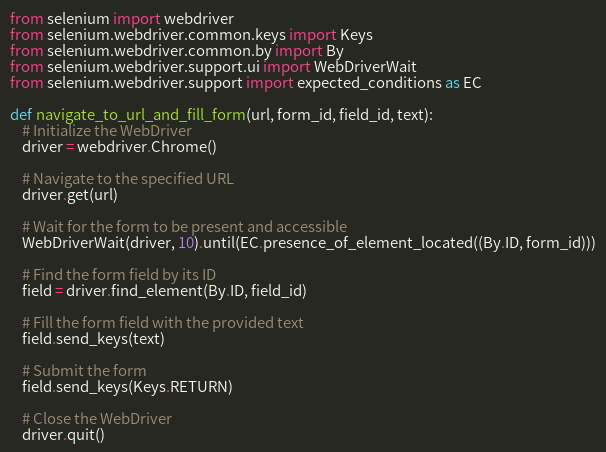 from selenium import webdriver
from selenium.webdriver.common.keys import Keys
from selenium.webdriver.common.by import By
from selenium.webdriver.support.ui import WebDriverWait
from selenium.webdriver.support import expected_conditions as EC

def navigate_to_url_and_fill_form(url, form_id, field_id, text):
    # Initialize the WebDriver
    driver = webdriver.Chrome()

    # Navigate to the specified URL
    driver.get(url)

    # Wait for the form to be present and accessible
    WebDriverWait(driver, 10).until(EC.presence_of_element_located((By.ID, form_id)))

    # Find the form field by its ID
    field = driver.find_element(By.ID, field_id)

    # Fill the form field with the provided text
    field.send_keys(text)

    # Submit the form
    field.send_keys(Keys.RETURN)

    # Close the WebDriver
    driver.quit()